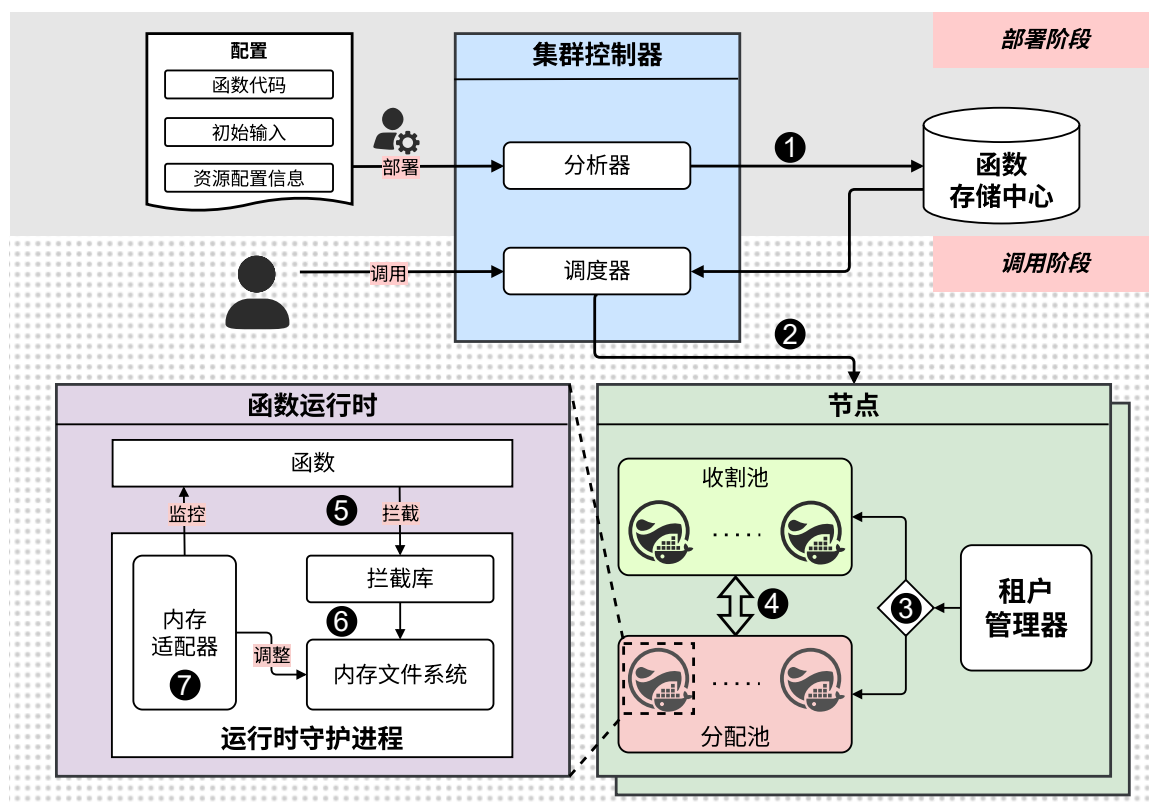 部署阶段
配置
函数代码
初始输入
资源配置信息
部署
集群控制器
分析器
1
函数
存储中心
调用阶段
调用
调度器
2
函数运行时
函数
监控
5
拦截
内存
适配器
7
拦截库
6
调整
内存文件系统
运行时守护进程
节点
收割池
......
4
3
租户
管理器
......
分配池